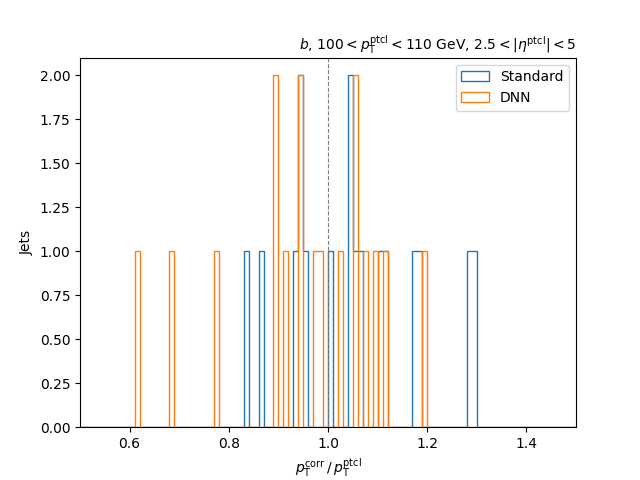 b, 100 < p_T^ptcl < 110 GeV, 2.5 < |η^ptcl| < 5
Standard
DNN
2.00
1.75
1.50
1.25
1.00
0.75
0.50
0.25
0.00
Jets
0.6 0.8 1.0 1.2 1.4
p_T^corr / p_T^ptcl